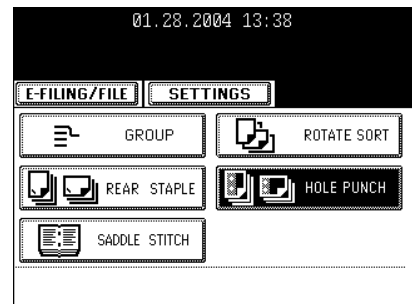 01.28.2004 13:38
E-FILING/FILE SETTINGS
GROUP ROTATE SORT
REAR STAPLE HOLE PUNCH
SADDLE STITCH